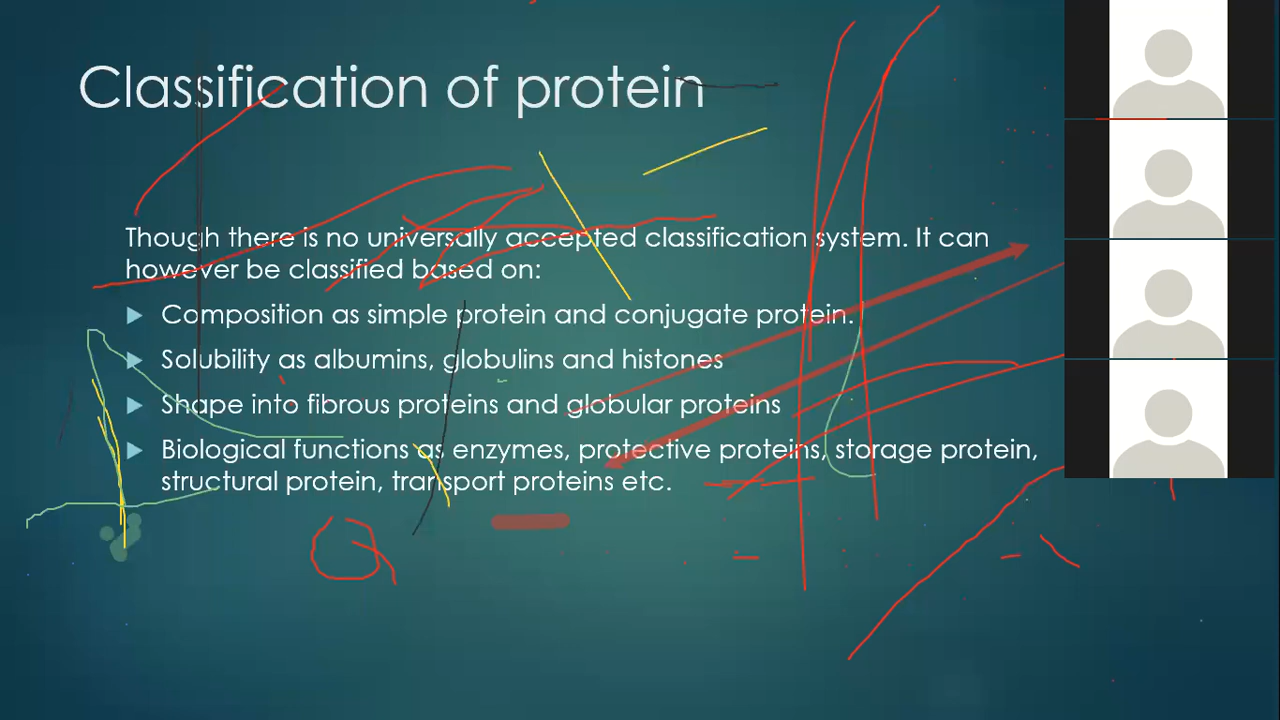 Classification of protein
Though there is no universally accepted classification system. It can
however be classified based on:
Composition as simple protein and conjugate protein.
Solubility as albumins, globulins and histones
Shape into fibrous proteins and globular proteins
Biological functions as enzymes, protective proteins, storage protein,
structural protein, transport proteins etc.